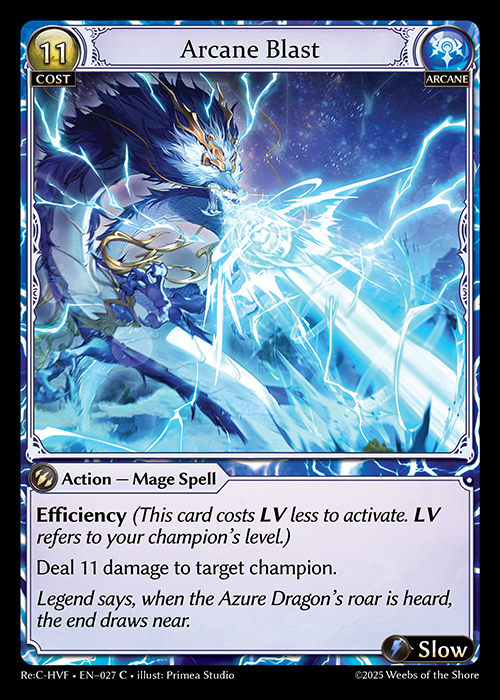 11
COST
Arcane Blast
ARCANE
Action — Mage Spell
Efficiency (This card costs LV less to activate. LV
refers to your champion's level.)
Deal 11 damage to target champion.
Legend says, when the Azure Dragon's roar is heard,
the end draws near.
Slow
Re:C-HVF • EN-027 C • illust: Primea Studio
©2025 Weebs of the Shore